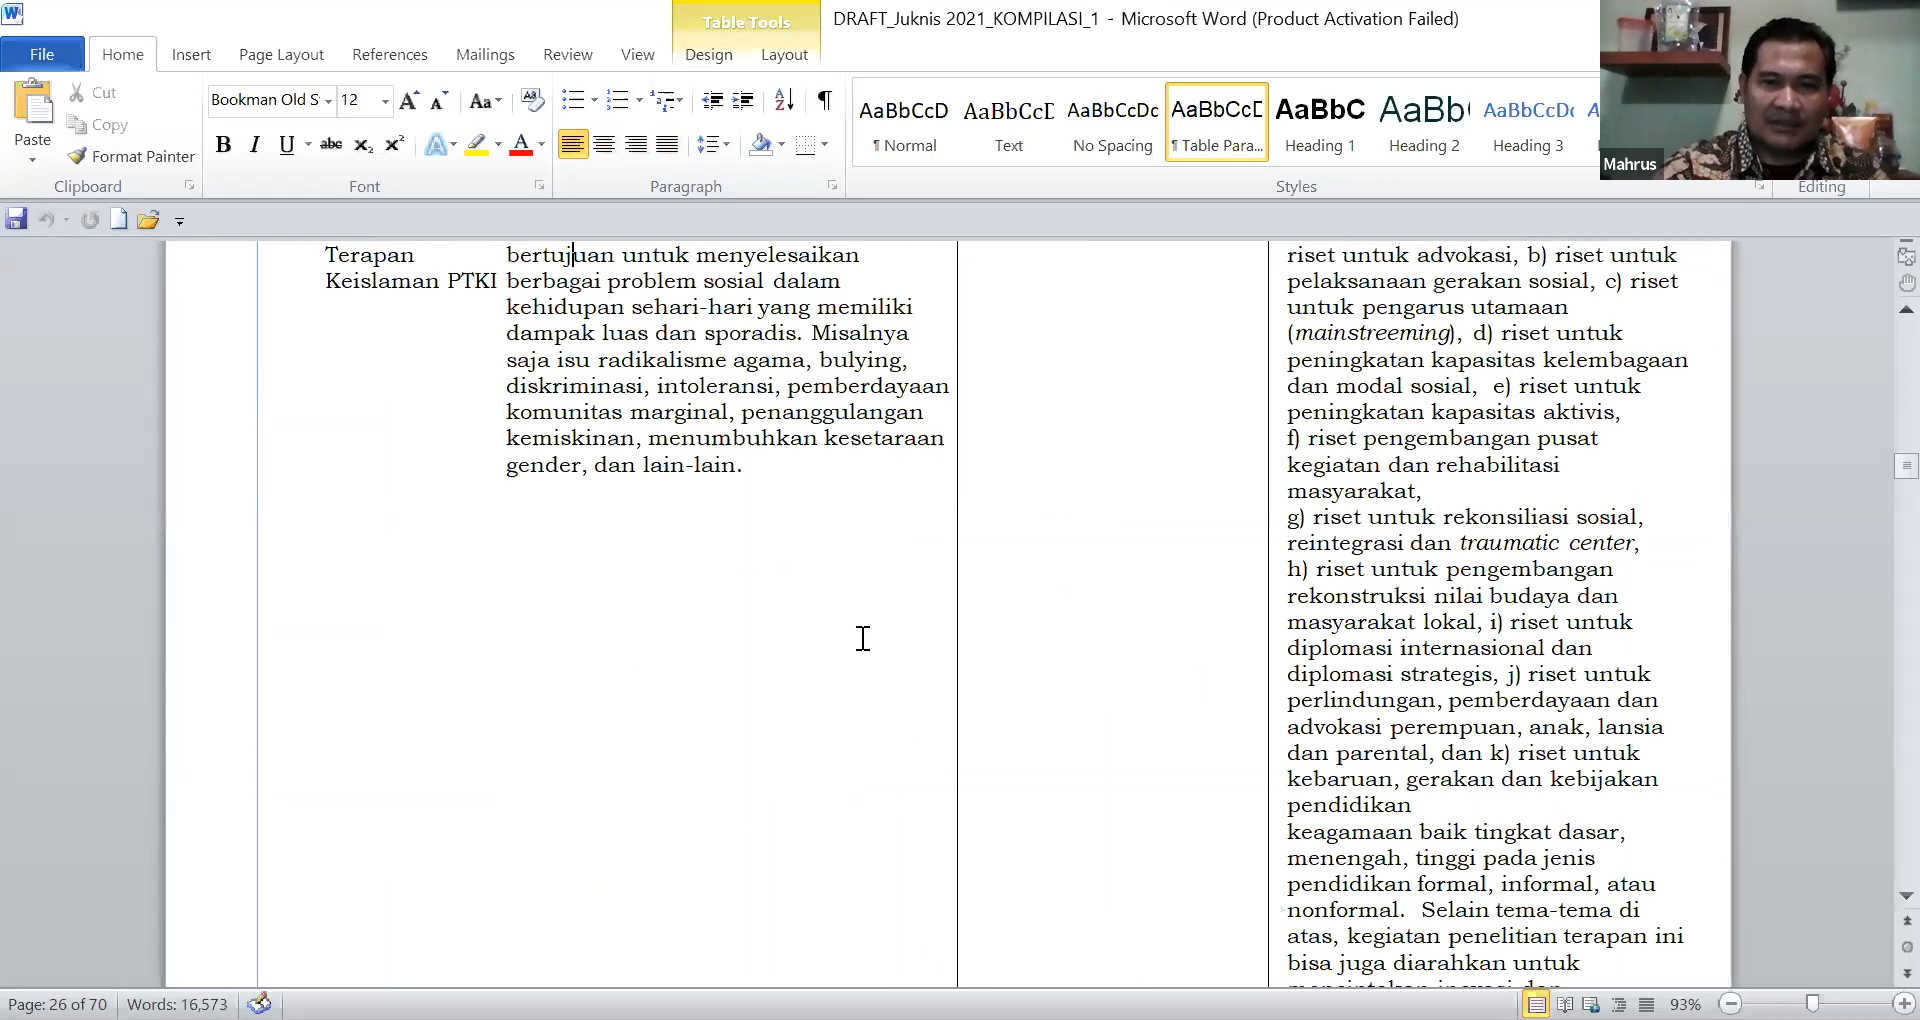 Table Tools
DRAFT_Juknis 2021_KOMPILASI_1 - Microsoft Word (Product Activation Failed)
File
Home
Insert
Page Layout
References
Mailings
Review
View
Design
Layout
Paste
Cut
Copy
Format Painter
Clipboard
Bookman Old S
12
Font
Paragraph
AaBbCcD
¶ Normal
AaBbCcD
Text
AaBbCcDc
No Spacing
AaBbCcD
¶ Table Para...
AaBbC
Heading 1
AaBb
Heading 2
AaBbCcDc
Heading 3
Styles
Editing
Mahrus
Terapan
Keislaman PTKI
bertujuan untuk menyelesaikan
berbagai problem sosial dalam
kehidupan sehari-hari yang memiliki
dampak luas dan sporadis. Misalnya
saja isu radikalisme agama, bulying,
diskriminasi, intoleransi, pemberdayaan
komunitas marginal, penanggulangan
kemiskinan, menumbuhkan kesetaraan
gender, dan lain-lain.
riset untuk advokasi, b) riset untuk
pelaksanaan gerakan sosial, c) riset
untuk pengarus utamaan
(mainstreeming), d) riset untuk
peningkatan kapasitas kelembagaan
dan modal sosial, e) riset untuk
peningkatan kapasitas aktivis,
f) riset pengembangan pusat
kegiatan dan rehabilitasi
masyarakat,
g) riset untuk rekonsiliasi sosial,
reintegrasi dan traumatic center,
h) riset untuk pengembangan
rekonstruksi nilai budaya dan
masyarakat lokal, i) riset untuk
diplomasi internasional dan
diplomasi strategis, j) riset untuk
perlindungan, pemberdayaan dan
advokasi perempuan, anak, lansia
dan parental, dan k) riset untuk
kebaruan, gerakan dan kebijakan
pendidikan
keagamaan baik tingkat dasar,
menengah, tinggi pada jenis
pendidikan formal, informal, atau
nonformal. Selain tema-tema di
atas, kegiatan penelitian terapan ini
bisa juga diarahkan untuk
Page: 26 of 70
Words: 16,573
93%